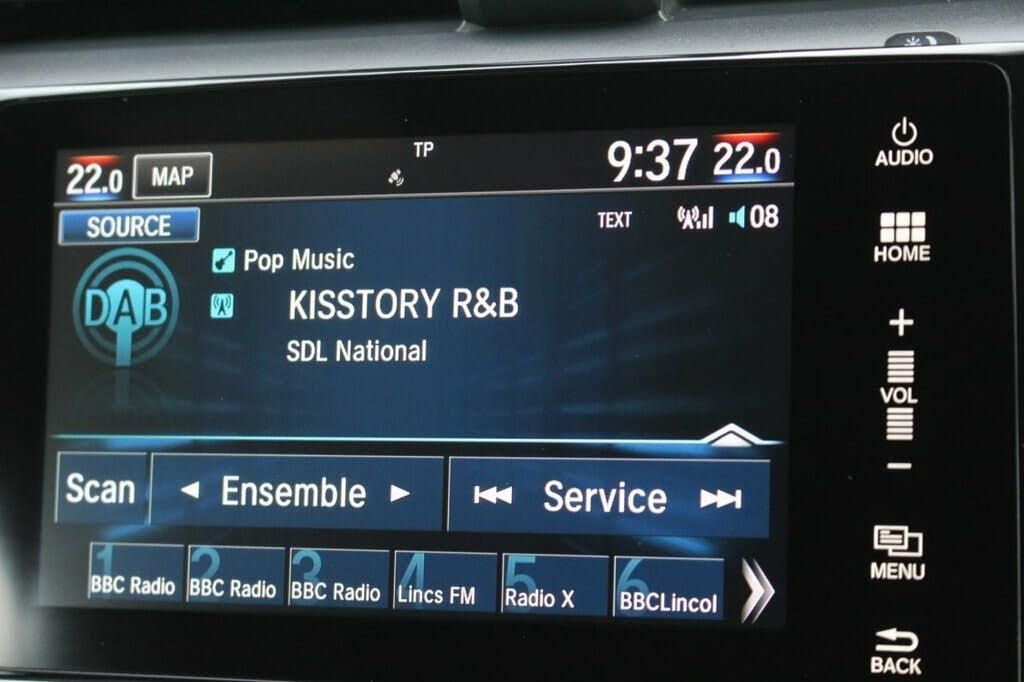 22.0 MAP TP 9:37 22.0
SOURCE TEXT 08
DAB
Pop Music
KISSTORY R&B
SDL National
Scan Ensemble Service
1 BBC Radio 2 BBC Radio 3 BBC Radio 4 Lincs FM 5 Radio X 6 BBCLincol
AUDIO
HOME
+
VOL
−
MENU
BACK